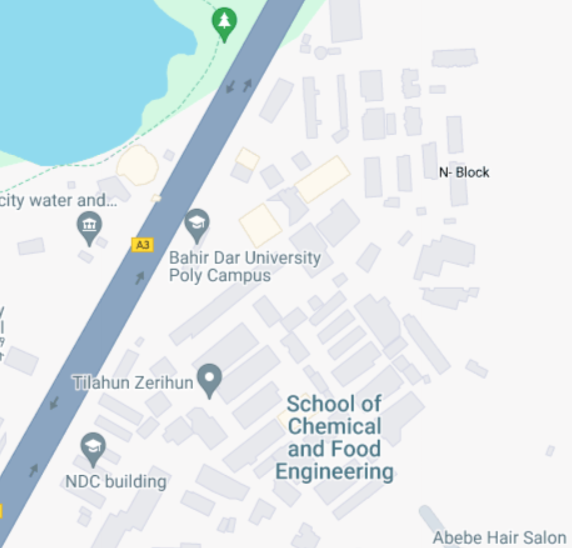 N- Block
city water and...
A3
Bahir Dar University
Poly Campus
Tilahun Zerihun
School of
Chemical
and Food
Engineering
NDC building
Abebe Hair Salon